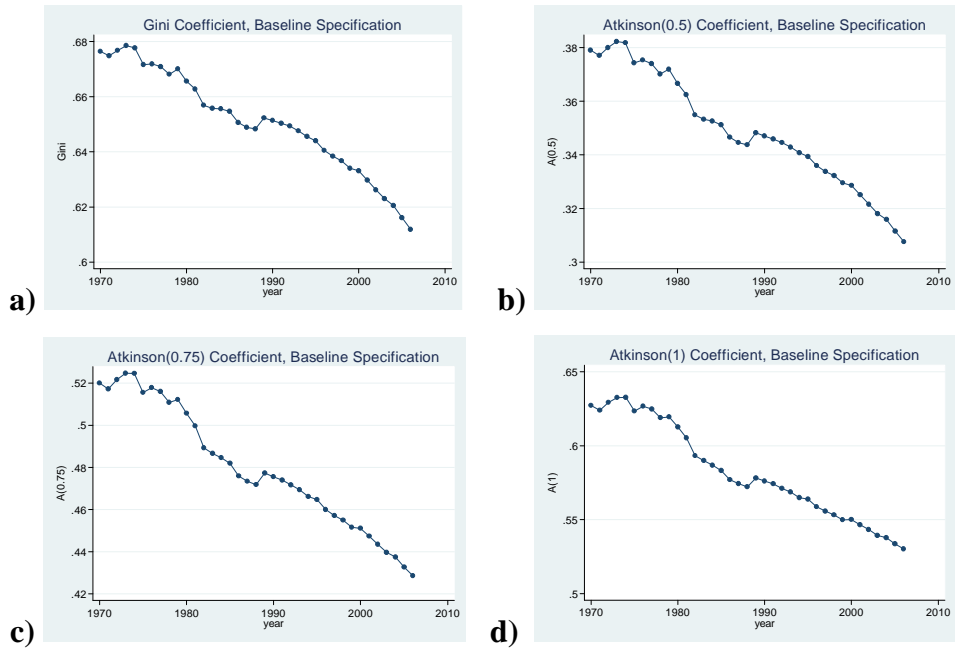 Gini Coefficient, Baseline Specification
.68
.66
.64
.62
.6
Gini
1970
1980
1990
2000
2010
year
a)
Atkinson(0.5) Coefficient, Baseline Specification
.38
.36
.34
.32
.3
A(0.5)
1970
1980
1990
2000
2010
year
b)
Atkinson(0.75) Coefficient, Baseline Specification
.52
.5
.48
.46
.44
.42
A(0.75)
1970
1980
1990
2000
2010
year
c)
Atkinson(1) Coefficient, Baseline Specification
.65
.6
.55
.5
A(1)
1970
1980
1990
2000
2010
year
d)